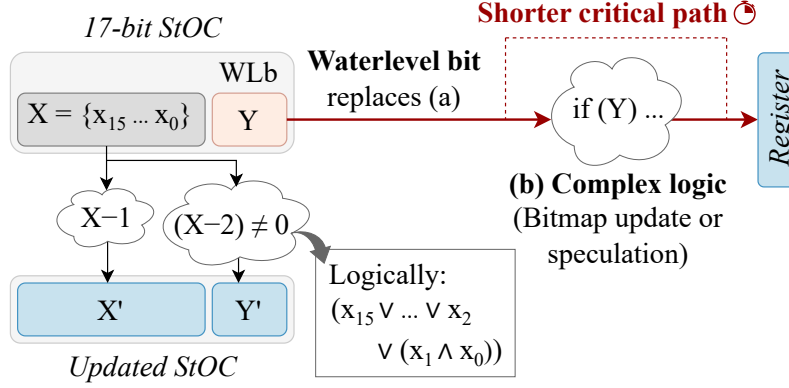 17-bit StOC
WLb
X = {x15 ... x0}
Y
Waterlevel bit
replaces (a)
Shorter critical path
if (Y) ...
Register
(b) Complex logic
(Bitmap update or
speculation)
X−1
(X−2) ≠ 0
Logically:
(x15 ∨ ... ∨ x2
∨ (x1 ∧ x0))
X'
Y'
Updated StOC